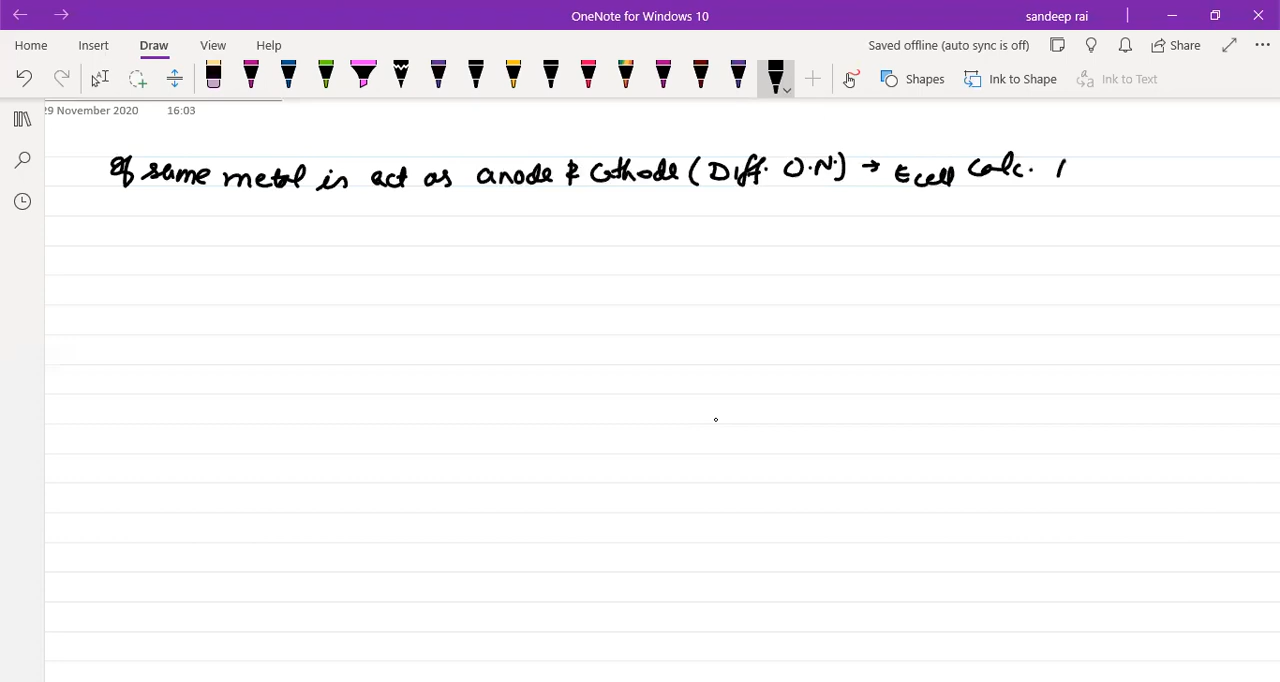 OneNote for Windows 10
sandeep rai
Home Insert Draw View Help
Saved offline (auto sync is off) Share
Shapes Ink to Shape Ink to Text
29 November 2020 16:03
If same metal is act as anode & Cathode (Diff. O.N.) → Ecell Calc.